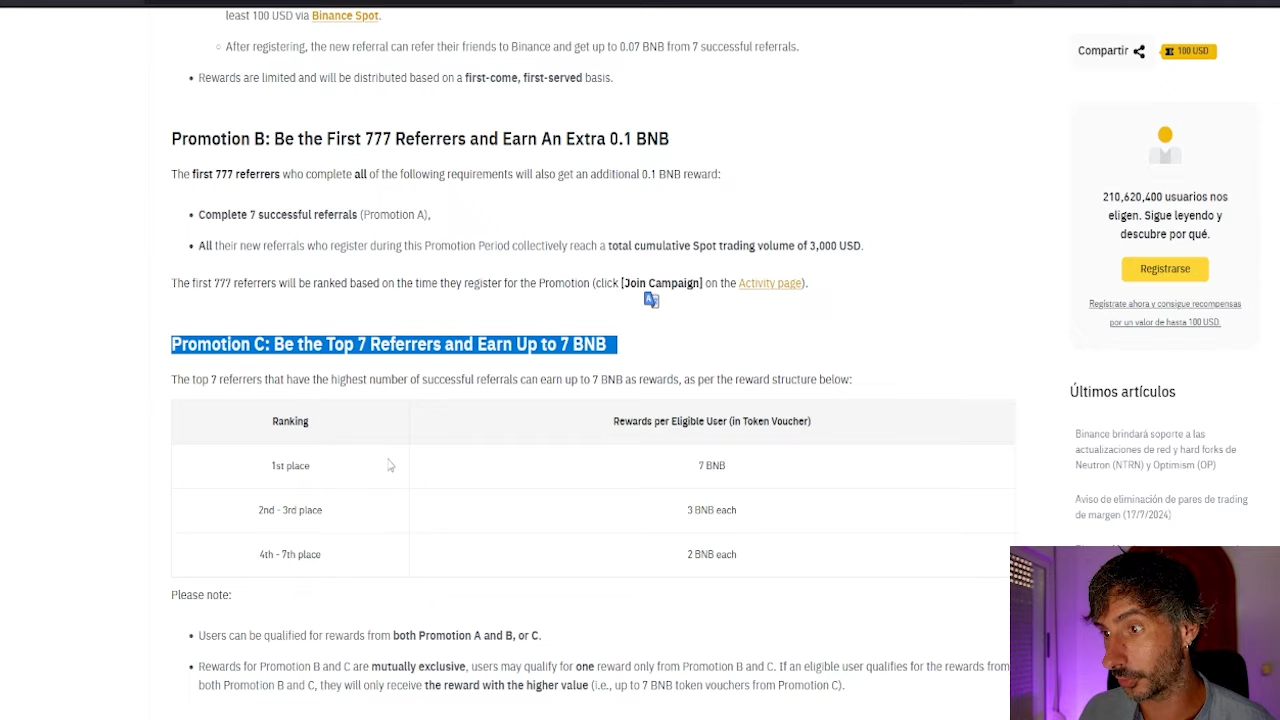 least 100 USD via Binance Spot.
After registering, the new referral can refer their friends to Binance and get up to 0.07 BNB from 7 successful referrals.
Rewards are limited and will be distributed based on a first-come, first-served basis.
Promotion B: Be the First 777 Referrers and Earn An Extra 0.1 BNB
The first 777 referrers who complete all of the following requirements will also get an additional 0.1 BNB reward:
Complete 7 successful referrals (Promotion A),
All their new referrals who register during this Promotion Period collectively reach a total cumulative Spot trading volume of 3,000 USD.
The first 777 referrers will be ranked based on the time they register for the Promotion (click [Join Campaign] on the Activity page).
Promotion C: Be the Top 7 Referrers and Earn Up to 7 BNB
The top 7 referrers that have the highest number of successful referrals can earn up to 7 BNB as rewards, as per the reward structure below:
Ranking Rewards per Eligible User (in Token Voucher)
1st place 7 BNB
2nd - 3rd place 3 BNB each
4th - 7th place 2 BNB each
Please note:
Users can be qualified for rewards from both Promotion A and B, or C.
Rewards for Promotion B and C are mutually exclusive, users may qualify for one reward only from Promotion B and C. If an eligible user qualifies for the rewards from
both Promotion B and C, they will only receive the reward with the higher value (i.e., up to 7 BNB token vouchers from Promotion C).
Compartir 100 USD
210,620,400 usuarios nos
eligen. Sigue leyendo y
descubre por qué.
Registrarse
Regístrate ahora y consigue recompensas
por un valor de hasta 100 USD.
Últimos artículos
Binance brindará soporte a las
actualizaciones de red y hard forks de
Neutron (NTRN) y Optimism (OP)
Aviso de eliminación de pares de trading
de margen (17/7/2024)